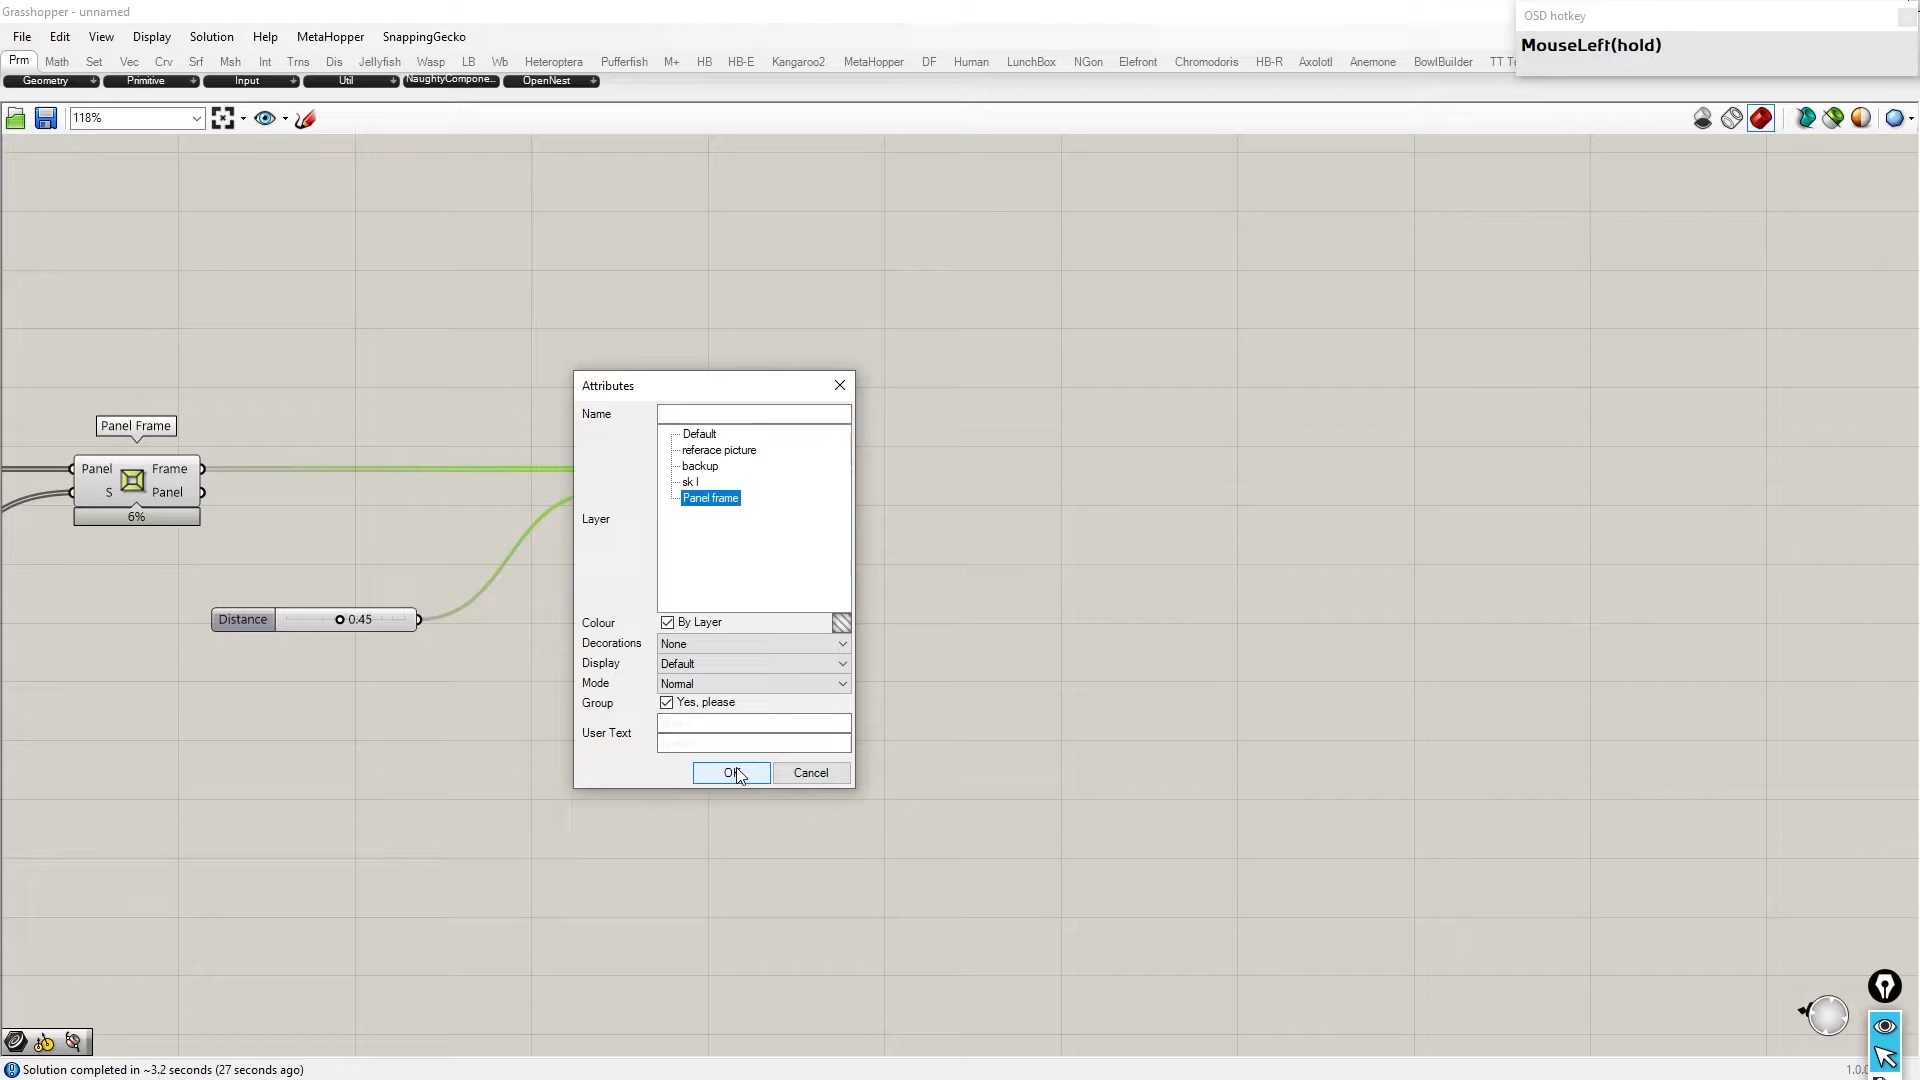 Grasshopper - unnamed
OSD hotkey
File Edit View Display Solution Help MetaHopper SnappingGecko
MouseLeft(hold)
Prm Math Set Vec Crv Srf Msh Int Trns Dis Jellyfish Wasp LB Wb Heteroptera Pufferfish M+ HB HB-E Kangaroo2 MetaHopper DF Human LunchBox NGon Elefront Chromodoris HB-R Axolotl Anemone BowlBuilder TT
Geometry Primitive Input Util NaughtyCompone... OpenNest
118%
Attributes
Name
Default
referace picture
backup
sk l
Panel frame
Layer
Panel Frame
Panel Frame
S Panel
6%
Distance 0.45
Colour By Layer
Decorations None
Display Default
Mode Normal
Group Yes, please
User Text
OK Cancel
Solution completed in ~3.2 seconds (27 seconds ago)